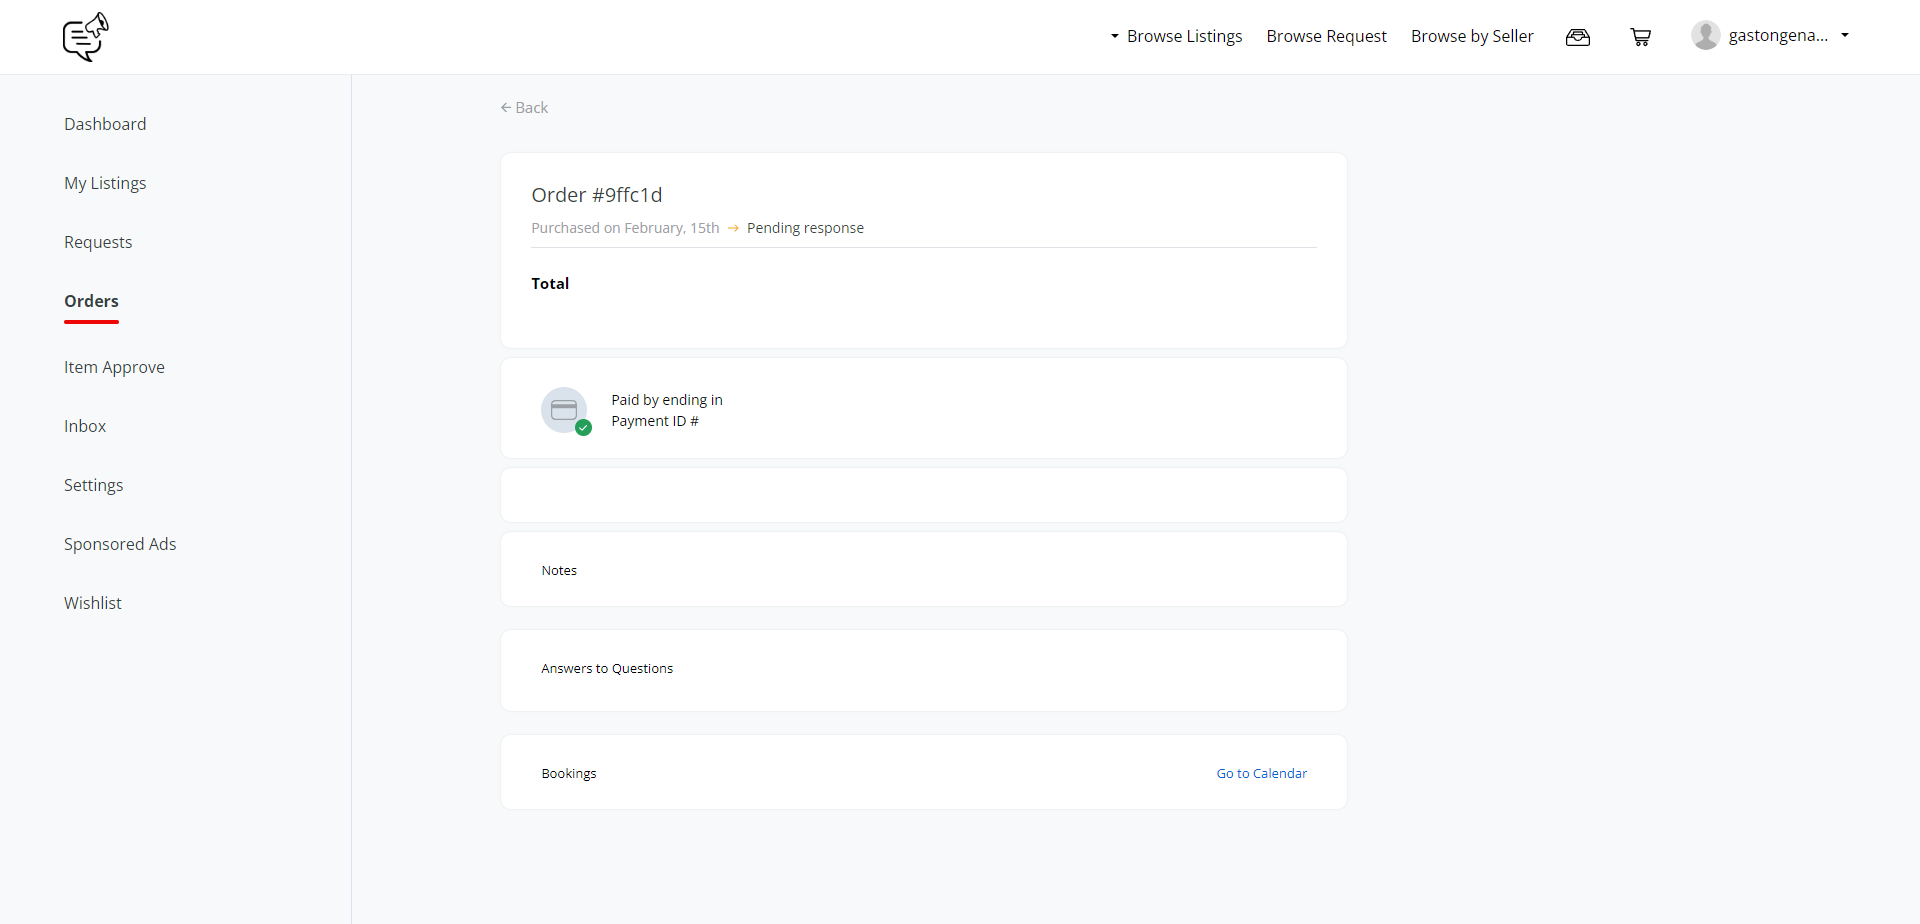 Browse Listings
Browse Request
Browse by Seller
gastongena...
Dashboard
My Listings
Requests
Orders
Item Approve
Inbox
Settings
Sponsored Ads
Wishlist
Back
Order #9ffc1d
Purchased on February, 15th → Pending response
Total
Paid by ending in
Payment ID #
Notes
Answers to Questions
Bookings
Go to Calendar